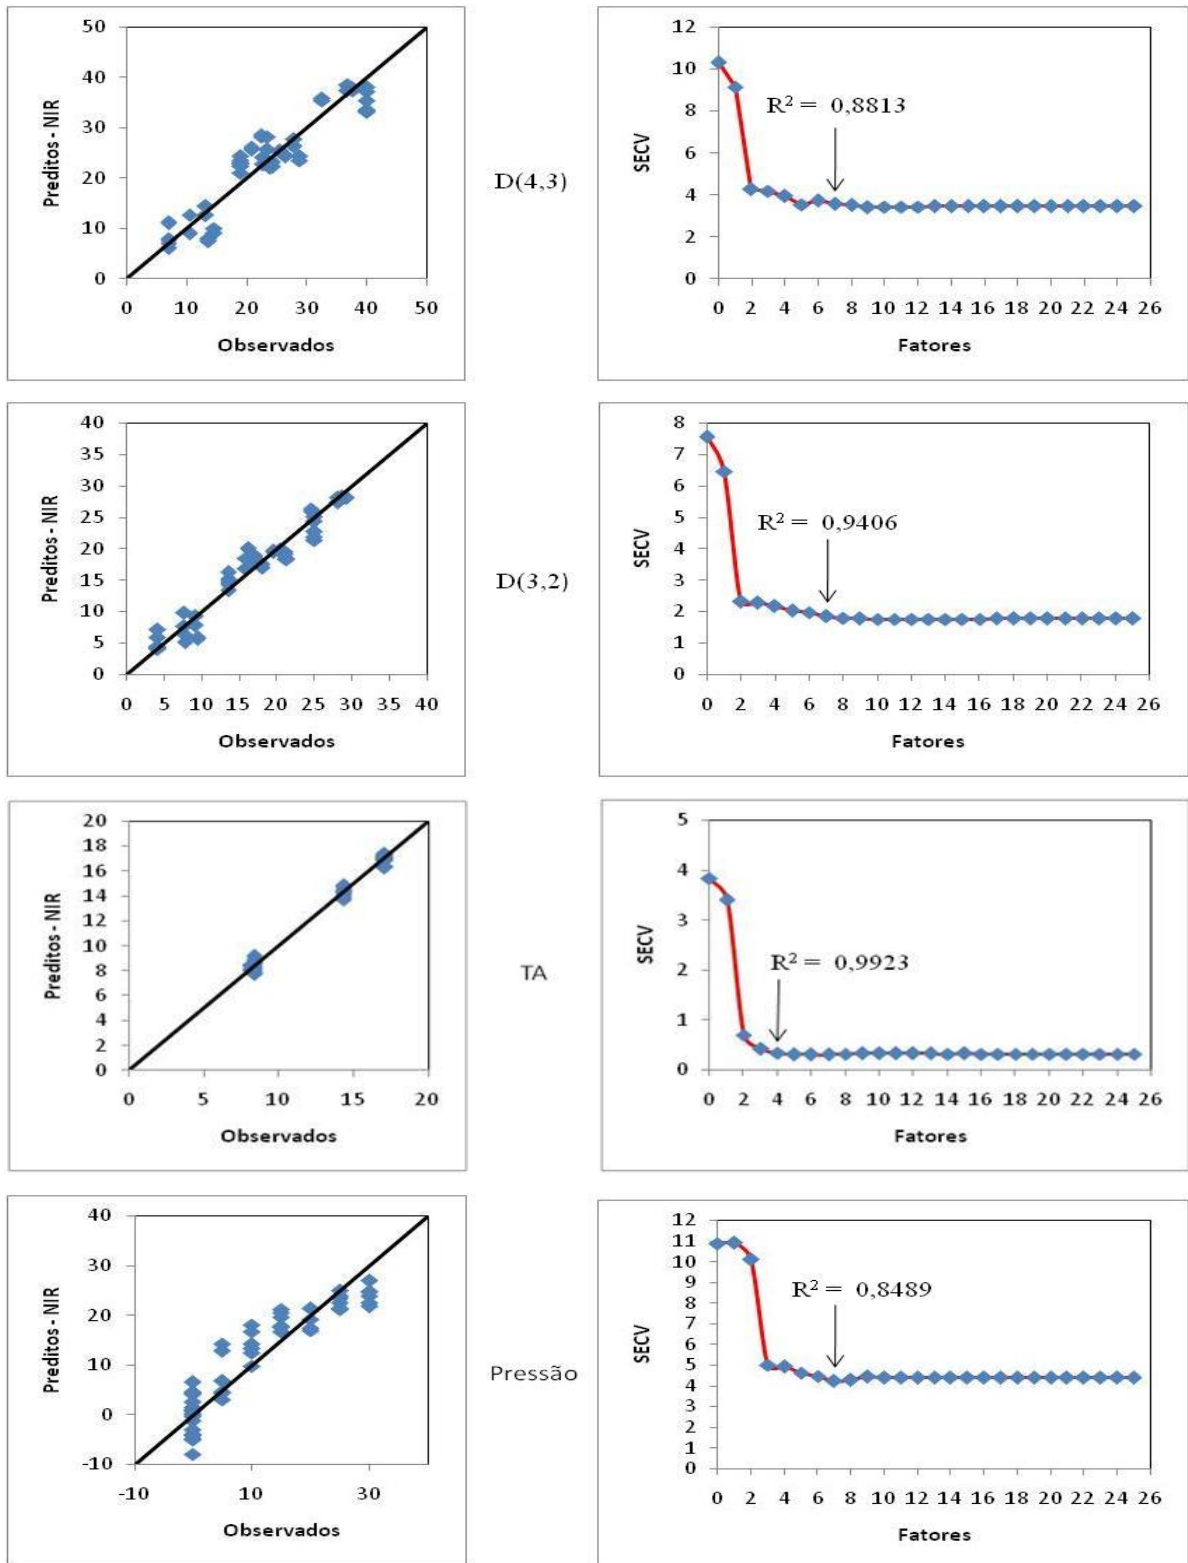 50
40
30
20
10
0
Preditos - NIR
0 10 20 30 40 50
Observados
D(4,3)
12
10
8
6
4
2
0
SECV
R² = 0,8813
0 2 4 6 8 10 12 14 16 18 20 22 24 26
Fatores
40
35
30
25
20
15
10
5
0
Preditos - NIR
0 5 10 15 20 25 30 35 40
Observados
D(3,2)
8
7
6
5
4
3
2
1
0
SECV
R² = 0,9406
0 2 4 6 8 10 12 14 16 18 20 22 24 26
Fatores
20
18
16
14
12
10
8
6
4
2
0
Preditos - NIR
0 5 10 15 20
Observados
TA
5
4
3
2
1
0
SECV
R² = 0,9923
0 2 4 6 8 10 12 14 16 18 20 22 24 26
Fatores
40
30
20
10
0
-10
Preditos - NIR
-10 10 30
Observados
Pressão
12
11
10
9
8
7
6
5
4
3
2
1
0
SECV
R² = 0,8489
0 2 4 6 8 10 12 14 16 18 20 22 24 26
Fatores